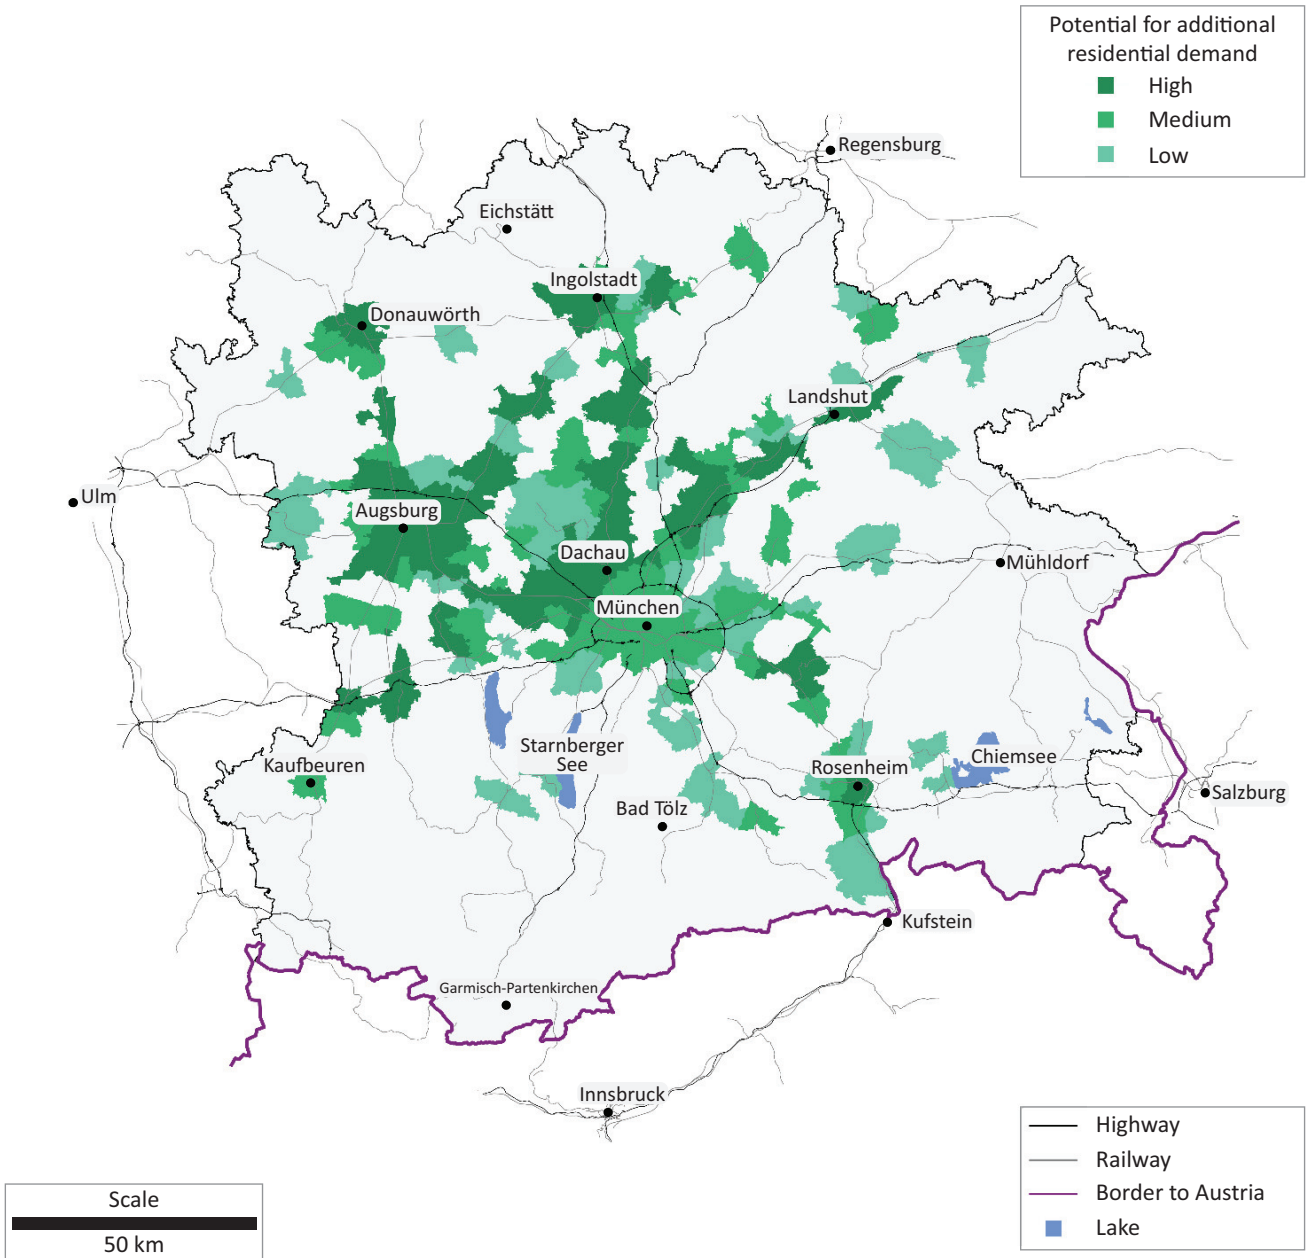 Potential for additional
residential demand
High
Medium
Low
Regensburg
Eichstätt
Ingolstadt
Donauwörth
Landshut
Ulm
Augsburg
Dachau
Mühldorf
München
Starnberger
See
Chiemsee
Kaufbeuren
Rosenheim
Salzburg
Bad Tölz
Kufstein
Garmisch-Partenkirchen
Innsbruck
Highway
Railway
Border to Austria
Lake
Scale
50 km